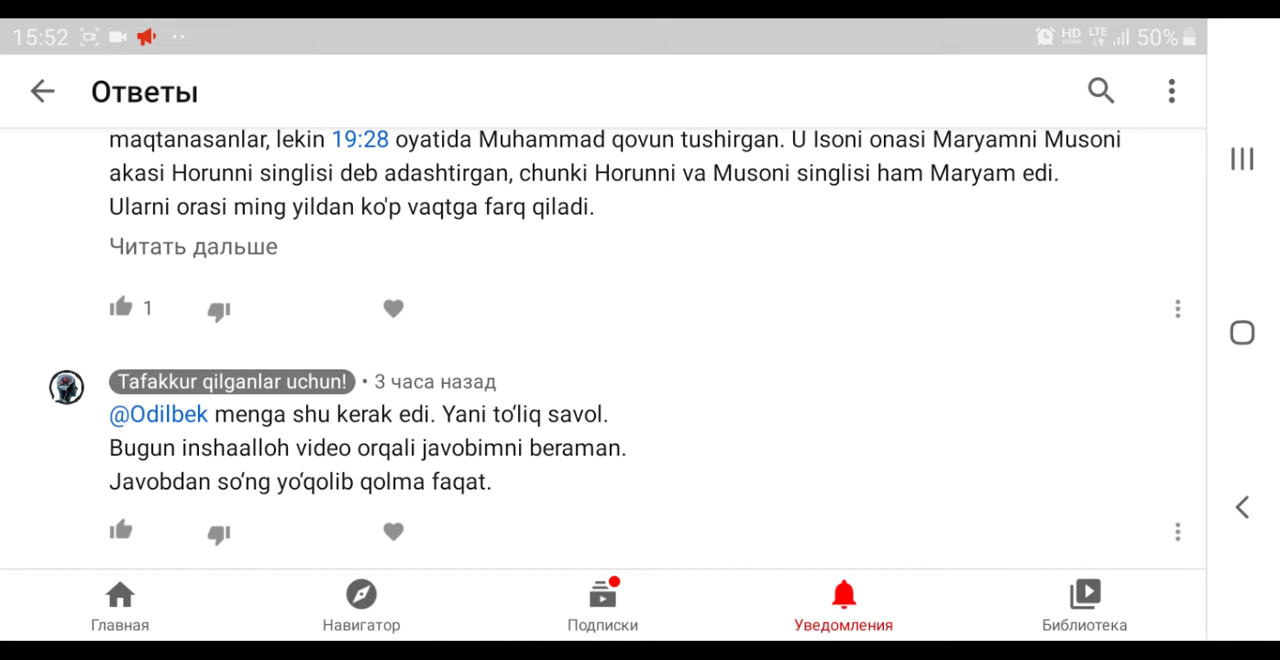 15:52 HD LTE 50%
Ответы
maqtanasanlar, lekin 19:28 oyatida Muhammad qovun tushirgan. U Isoni onasi Maryamni Musoni
akasi Horunni singlisi deb adashtirgan, chunki Horunni va Musoni singlisi ham Maryam edi.
Ularni orasi ming yildan ko'p vaqtga farq qiladi.
Читать дальше
1
Tafakkur qilganlar uchun! • 3 часа назад
@Odilbek menga shu kerak edi. Yani to‘liq savol.
Bugun inshaalloh video orqali javobimni beraman.
Javobdan so‘ng yo‘qolib qolma faqat.
Главная Навигатор Подписки Уведомления Библиотека